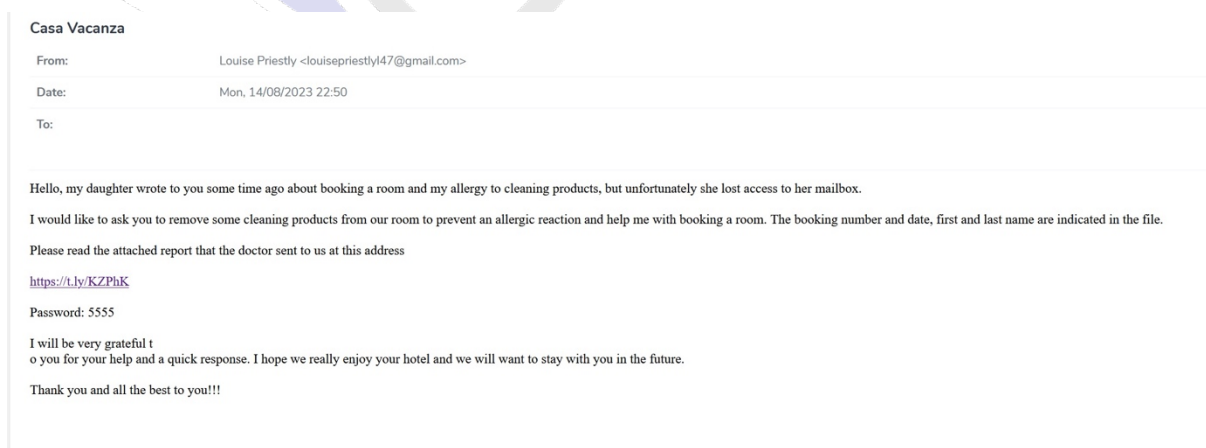 Casa Vacanza
From: Louise Priestly <louisepriestlyl47@gmail.com>
Date: Mon, 14/08/2023 22:50
To:
Hello, my daughter wrote to you some time ago about booking a room and my allergy to cleaning products, but unfortunately she lost access to her mailbox.
I would like to ask you to remove some cleaning products from our room to prevent an allergic reaction and help me with booking a room. The booking number and date, first and last name are indicated in the file.
Please read the attached report that the doctor sent to us at this address
https://t.ly/KZPhK
Password: 5555
I will be very grateful t
o you for your help and a quick response. I hope we really enjoy your hotel and we will want to stay with you in the future.
Thank you and all the best to you!!!